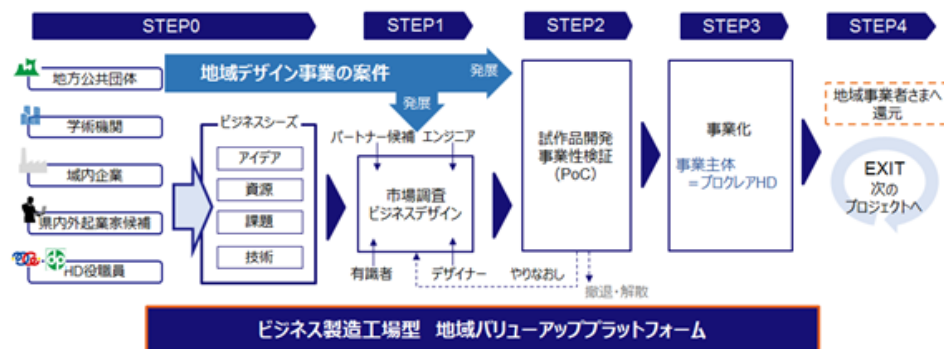 STEP0
STEP1
STEP2
STEP3
STEP4
地方公共団体
学術機関
域内企業
県内外起業家候補
HD役職員
地域デザイン事業の案件
発展
発展
ビジネスシーズ
アイデア
資源
課題
技術
パートナー候補
エンジニア
市場調査
ビジネスデザイン
有識者
デザイナー
試作品開発
事業性検証
(PoC)
やりなおし
撤退・解散
事業化
事業主体
=プロクレアHD
地域事業者さまへ
還元
EXIT
次の
プロジェクトへ
ビジネス製造工場型 地域バリューアッププラットフォーム